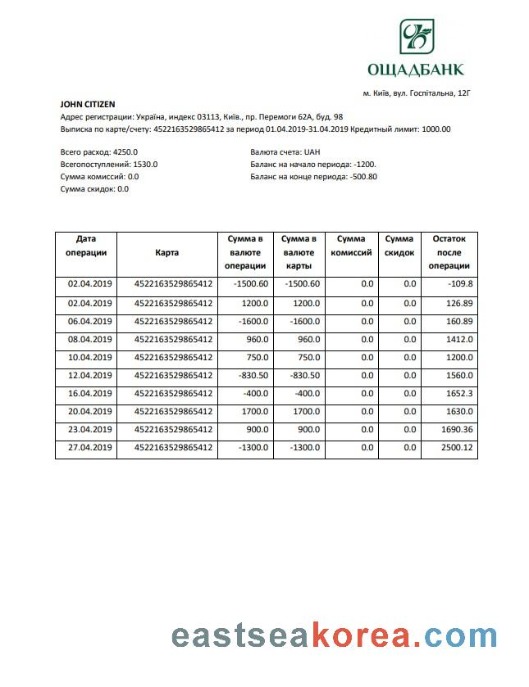 ОЩАДБАНК
м. Київ, вул. Госпітальна, 12Г
JOHN CITIZEN
Адрес регистрации: Україна, индекс 03113, Київ., пр. Перемоги 62А, буд. 98
Выписка по карте/счету: 4522163529865412 за период 01.04.2019-31.04.2019 Кредитный лимит: 1000.00
Всего расход: 4250.0 Валюта счета: UAH
Всегопоступлений: 1530.0 Баланс на начало периода: -1200.
Сумма комиссий: 0.0 Баланс на конце периода: -500.80
Сумма скидок: 0.0
Дата операции Карта Сумма в валюте операции Сумма в валюте карты Сумма комиссий Сумма скидок Остаток после операции
02.04.2019 4522163529865412 -1500.60 -1500.60 0.0 0.0 -109.8
02.04.2019 4522163529865412 1200.0 1200.0 0.0 0.0 126.89
06.04.2019 4522163529865412 -1600.0 -1600.0 0.0 0.0 160.89
08.04.2019 4522163529865412 960.0 960.0 0.0 0.0 1412.0
10.04.2019 4522163529865412 750.0 750.0 0.0 0.0 1200.0
12.04.2019 4522163529865412 -830.50 -830.50 0.0 0.0 1560.0
16.04.2019 4522163529865412 -400.0 -400.0 0.0 0.0 1652.3
20.04.2019 4522163529865412 1700.0 1700.0 0.0 0.0 1630.0
23.04.2019 4522163529865412 900.0 900.0 0.0 0.0 1690.36
27.04.2019 4522163529865412 -1300.0 -1300.0 0.0 0.0 2500.12
eastseakorea.com